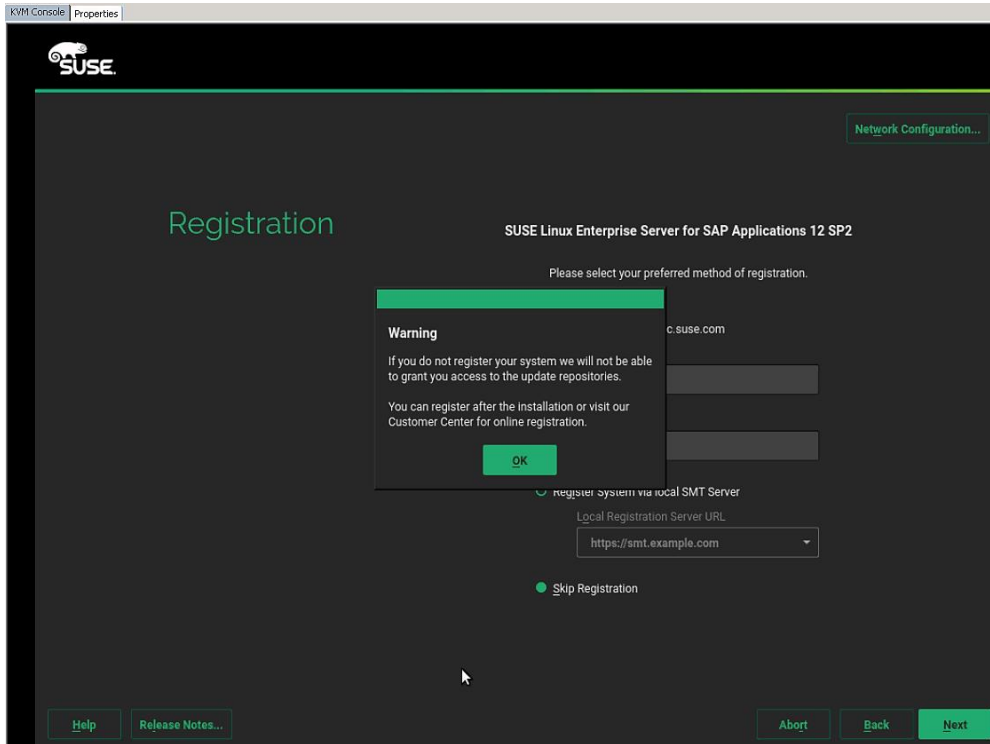 KVM Console Properties
SUSE.
Network Configuration...
Registration
SUSE Linux Enterprise Server for SAP Applications 12 SP2
Please select your preferred method of registration.
c.suse.com
Warning
If you do not register your system we will not be able
to grant you access to the update repositories.
You can register after the installation or visit our
Customer Center for online registration.
OK
Register System via local SMT Server
Local Registration Server URL
https://smt.example.com
Skip Registration
Help Release Notes... Abort Back Next